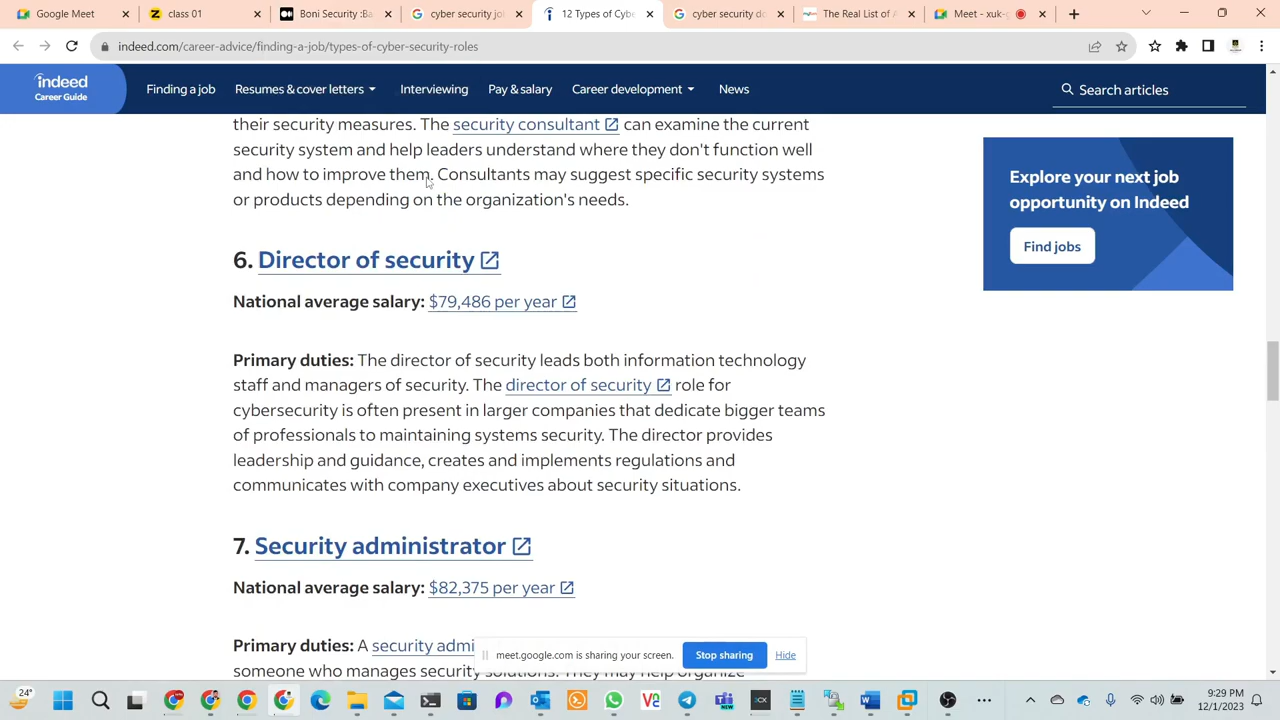 Google Meet
class 01
Boni Security :Ba
cyber security jo
12 Types of Cybe
cyber security do
The Real List of A
Meet - xuk-
indeed.com/career-advice/finding-a-job/types-of-cyber-security-roles
indeed
Career Guide
Finding a job
Resumes & cover letters
Interviewing
Pay & salary
Career development
News
Search articles
their security measures. The security consultant can examine the current
security system and help leaders understand where they don't function well
and how to improve them. Consultants may suggest specific security systems
or products depending on the organization's needs.
Explore your next job
opportunity on Indeed
Find jobs
6. Director of security
National average salary: $79,486 per year
Primary duties: The director of security leads both information technology
staff and managers of security. The director of security role for
cybersecurity is often present in larger companies that dedicate bigger teams
of professionals to maintaining systems security. The director provides
leadership and guidance, creates and implements regulations and
communicates with company executives about security situations.
7. Security administrator
National average salary: $82,375 per year
Primary duties: A security admi
someone who manages security solutions. They may help organize
meet.google.com is sharing your screen.
Stop sharing
Hide
24°
9:29 PM
12/1/2023